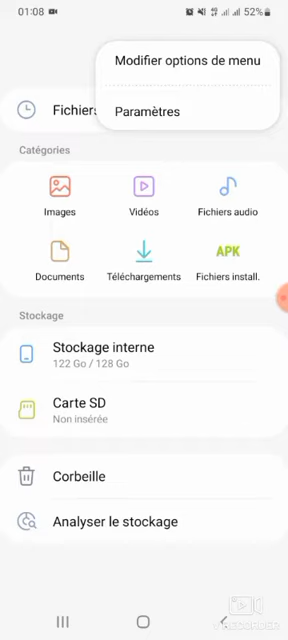 01:08 52%
Modifier options de menu
Fichiers
Paramètres
Catégories
Images Vidéos Fichiers audio
APK
Documents Téléchargements Fichiers install.
Stockage
Stockage interne
122 Go / 128 Go
Carte SD
Non insérée
Corbeille
Analyser le stockage